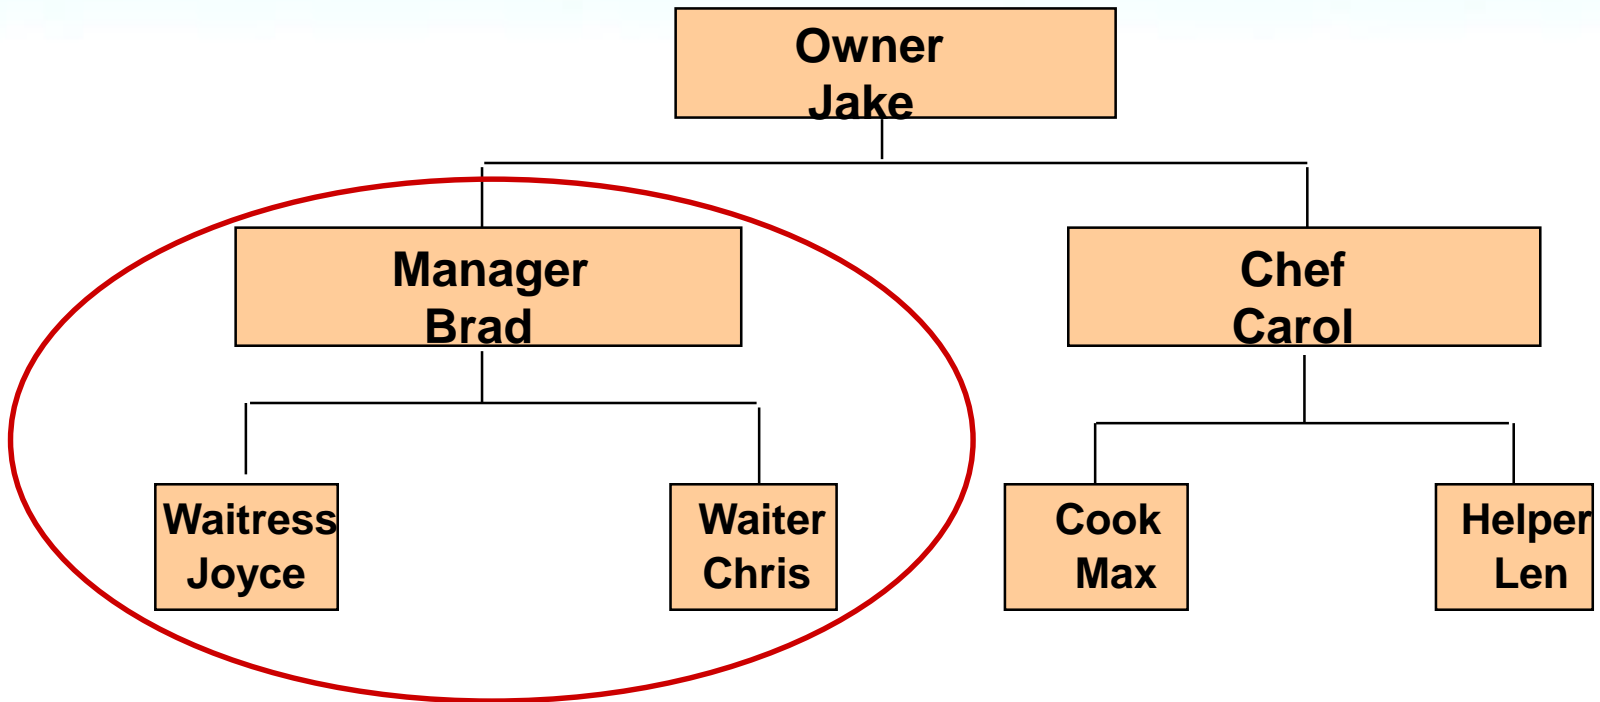 Owner
Jake
Manager
Brad
Chef
Carol
Waitress
Joyce
Waiter
Chris
Cook
Max
Helper
Len